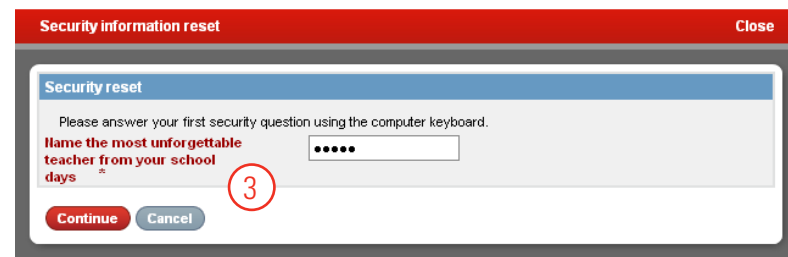 Security information reset Close
Security reset
Please answer your first security question using the computer keyboard.
Name the most unforgettable
teacher from your school
days *
•••••
3
Continue Cancel